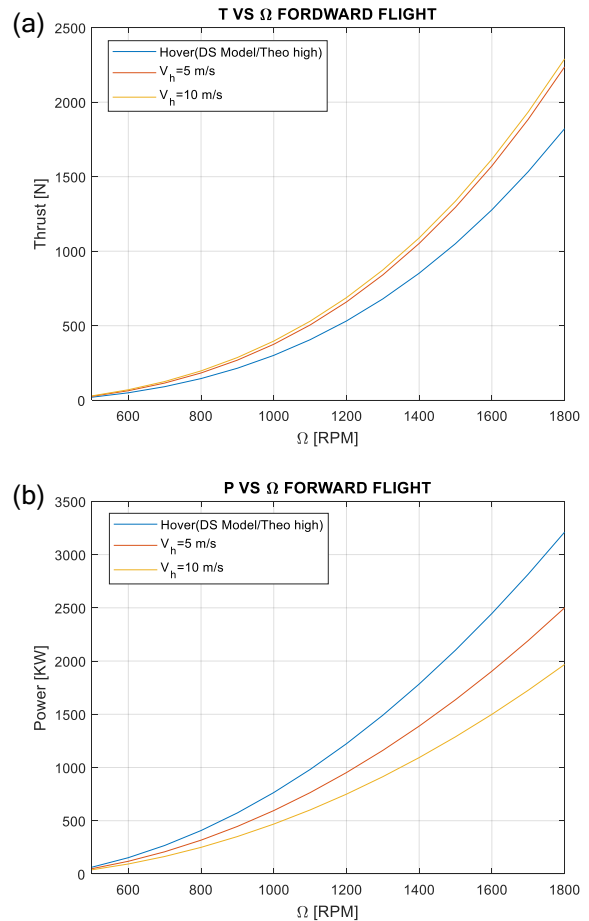 (a)
T VS Ω FORDWARD FLIGHT
2500
2000
1500
1000
500
0
Thrust [N]
Hover(DS Model/Theo high)
V_h=5 m/s
V_h=10 m/s
600 800 1000 1200 1400 1600 1800
Ω [RPM]
(b)
P VS Ω FORWARD FLIGHT
3500
3000
2500
2000
1500
1000
500
0
Power [KW]
Hover(DS Model/Theo high)
V_h=5 m/s
V_h=10 m/s
600 800 1000 1200 1400 1600 1800
Ω [RPM]